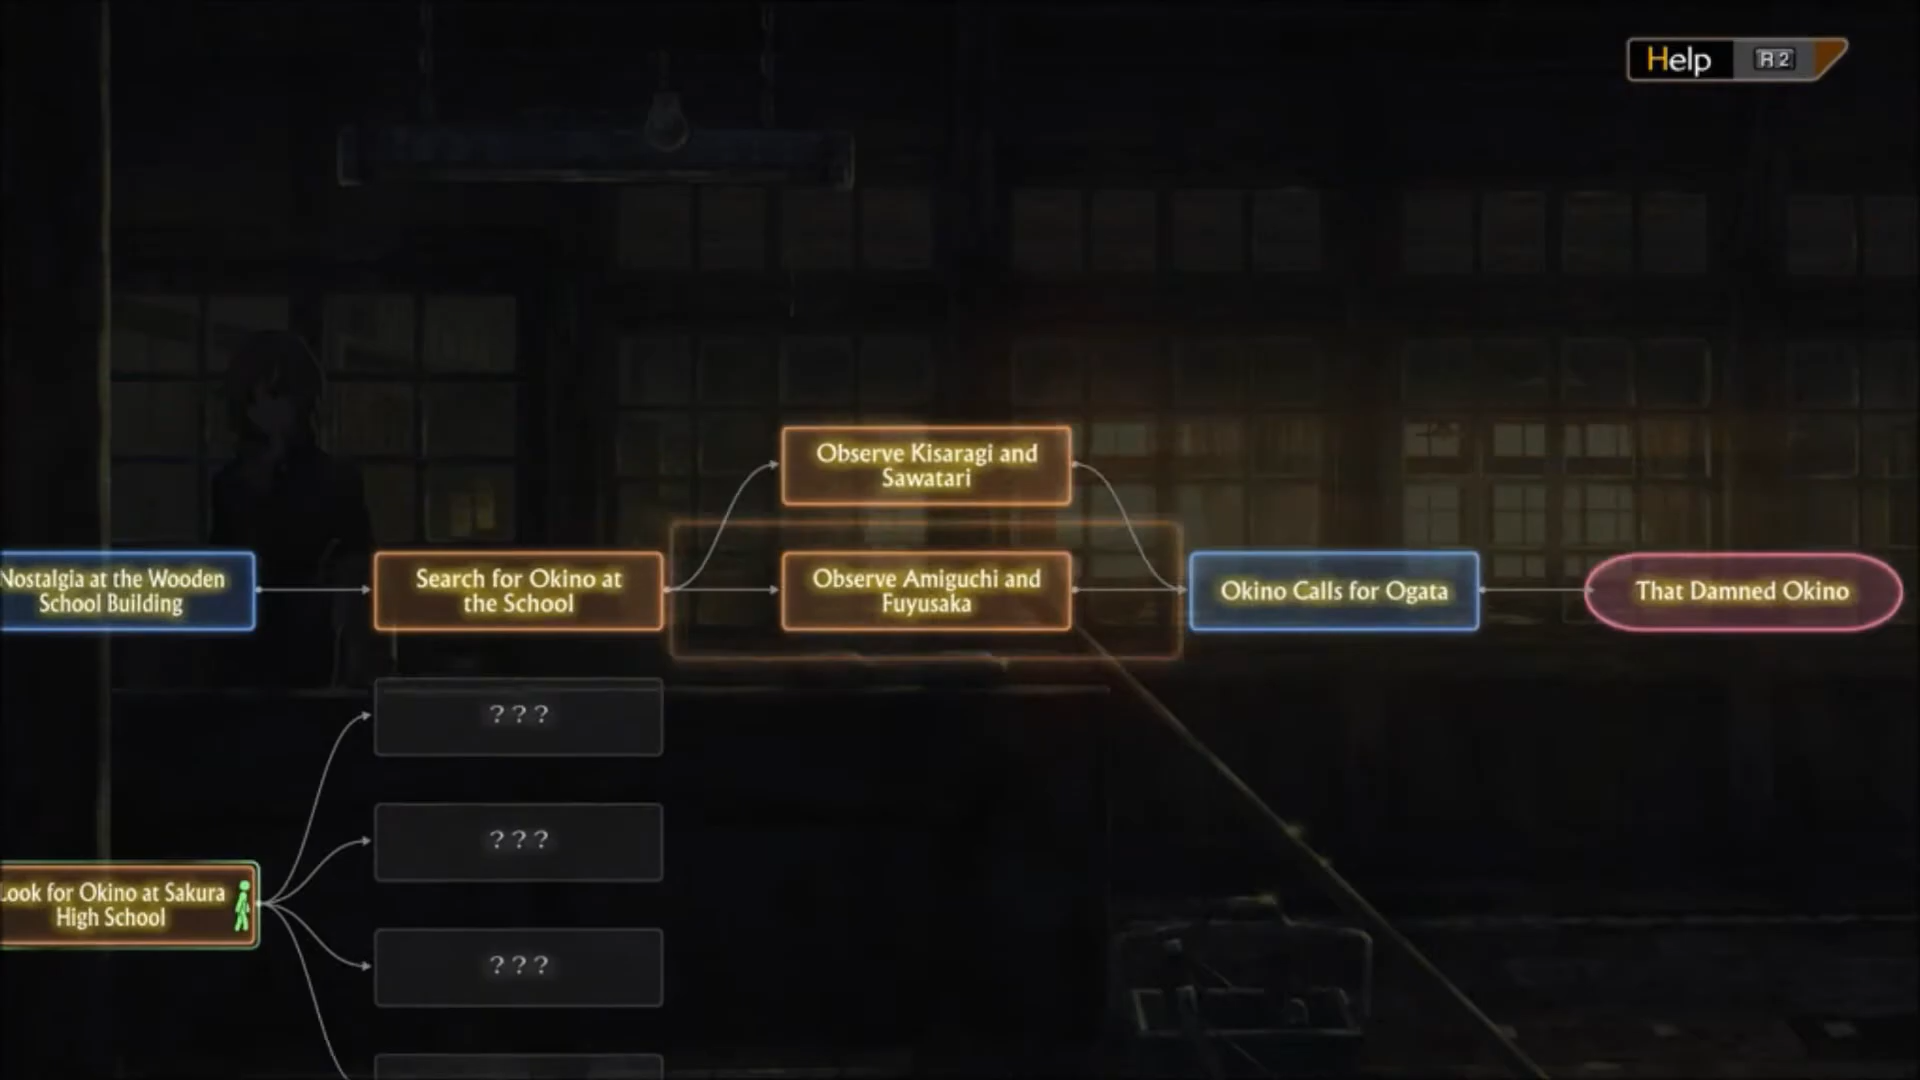 Help R2
Observe Kisaragi and
Sawatari
Nostalgia at the Wooden
School Building
Search for Okino at
the School
Observe Amiguchi and
Fuyusaka
Okino Calls for Ogata
That Damned Okino
???
???
Look for Okino at Sakura
High School
???